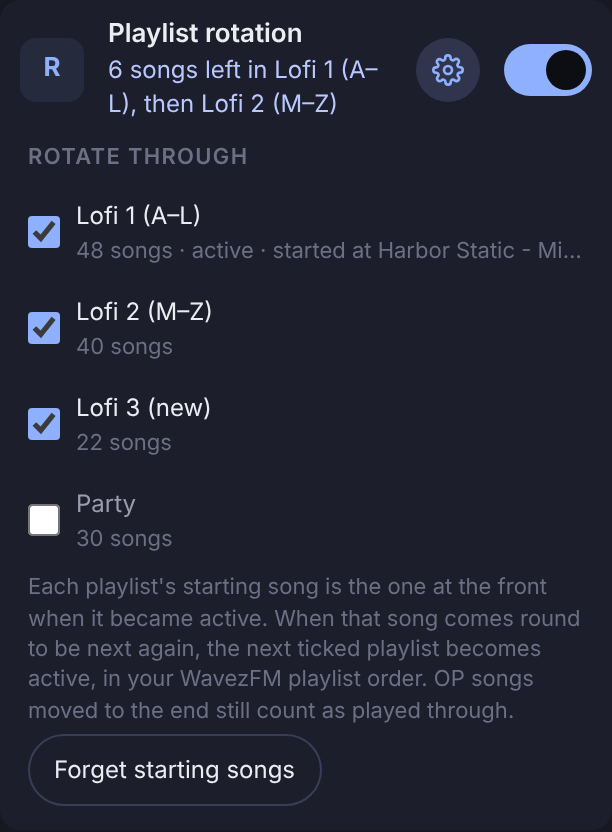 R
Playlist rotation
6 songs left in Lofi 1 (A–
L), then Lofi 2 (M–Z)
ROTATE THROUGH
Lofi 1 (A–L)
48 songs · active · started at Harbor Static - Mi...
Lofi 2 (M–Z)
40 songs
Lofi 3 (new)
22 songs
Party
30 songs
Each playlist's starting song is the one at the front
when it became active. When that song comes round
to be next again, the next ticked playlist becomes
active, in your WavezFM playlist order. OP songs
moved to the end still count as played through.
Forget starting songs